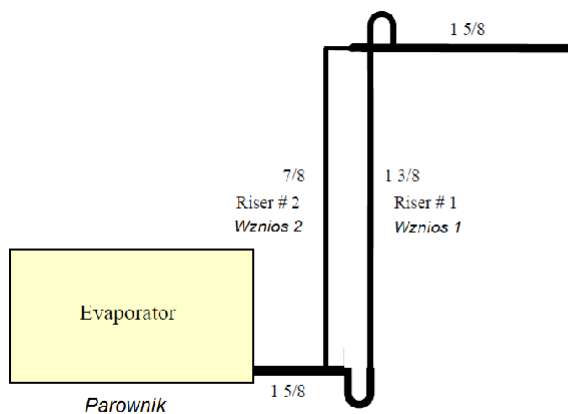 1 5/8
7/8
1 3/8
Riser # 2
Riser # 1
Wznios 2
Wznios 1
Evaporator
1 5/8
Parownik